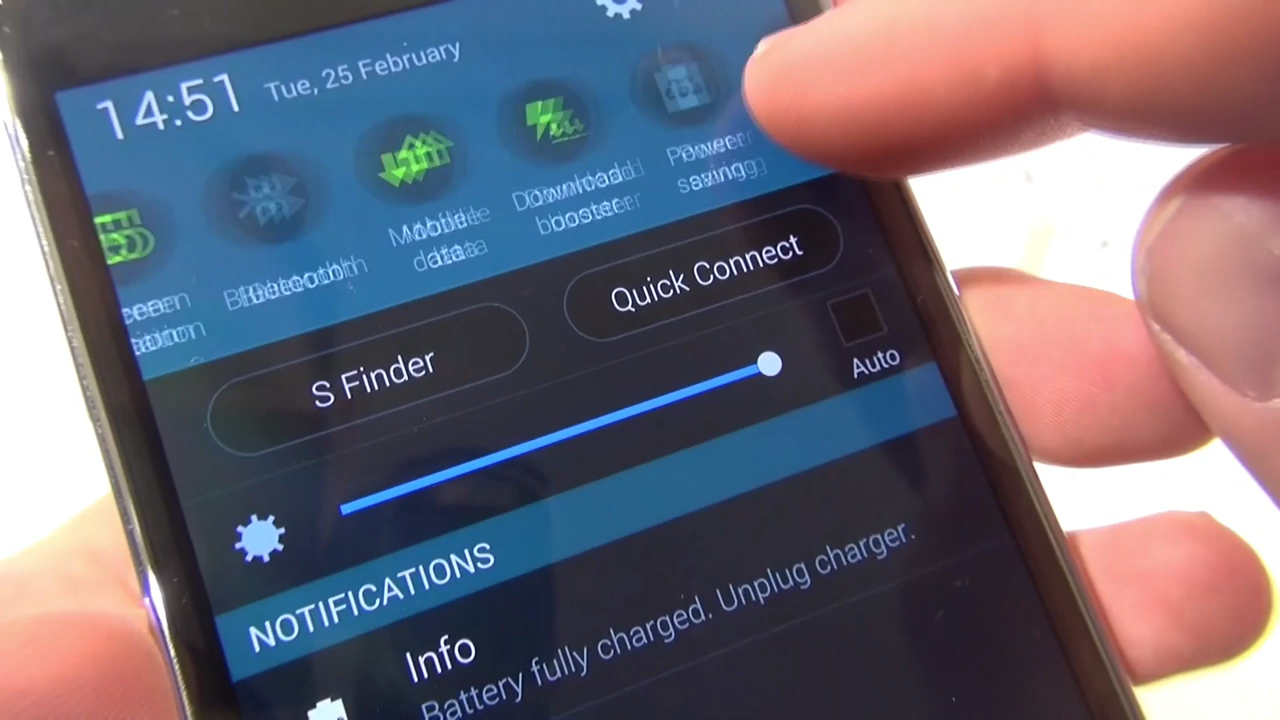 14:51 Tue, 25 February
Bluetooth
Mobile
data
Download
booster
Power
saving
S Finder
Quick Connect
Auto
NOTIFICATIONS
Info
Battery fully charged. Unplug charger.